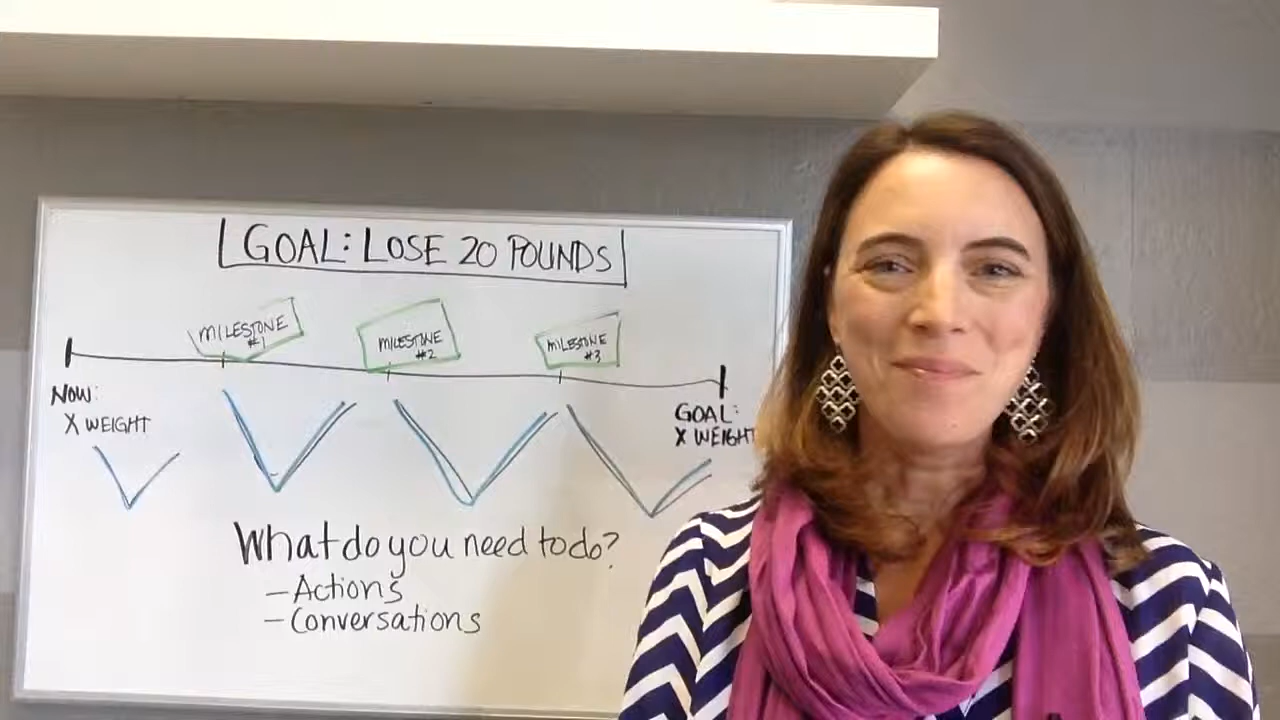 GOAL: LOSE 20 POUNDS
MILESTONE
#1
MILESTONE
#2
MILESTONE
#3
NOW:
X WEIGHT
GOAL:
X WEIGHT
What do you need to do?
- Actions
- Conversations